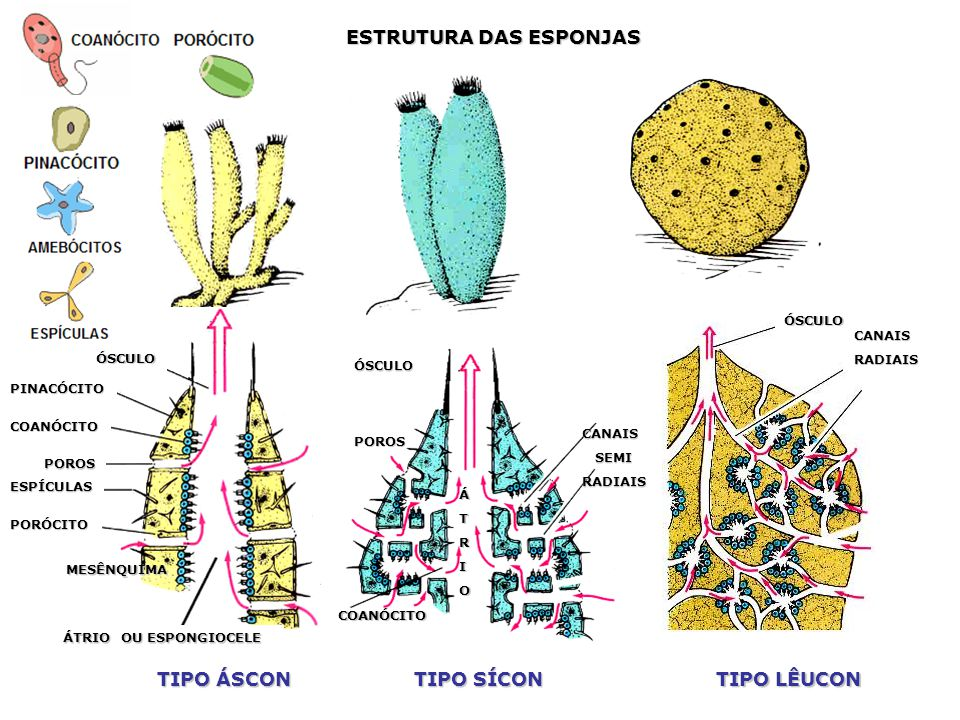 ESTRUTURA DAS ESPONJAS
COANÓCITO
PORÓCITO
PINACÓCITO
AMEBÓCITOS
ESPÍCULAS
ÓSCULO
PINACÓCITO
COANÓCITO
POROS
ESPÍCULAS
PORÓCITO
MESÊNQUIMA
ÁTRIO OU ESPONGIOCELE
TIPO ÁSCON
ÓSCULO
POROS
Á
T
R
I
O
CANAIS
SEMI
RADIAIS
COANÓCITO
TIPO SÍCON
ÓSCULO
CANAIS
RADIAIS
TIPO LÊUCON